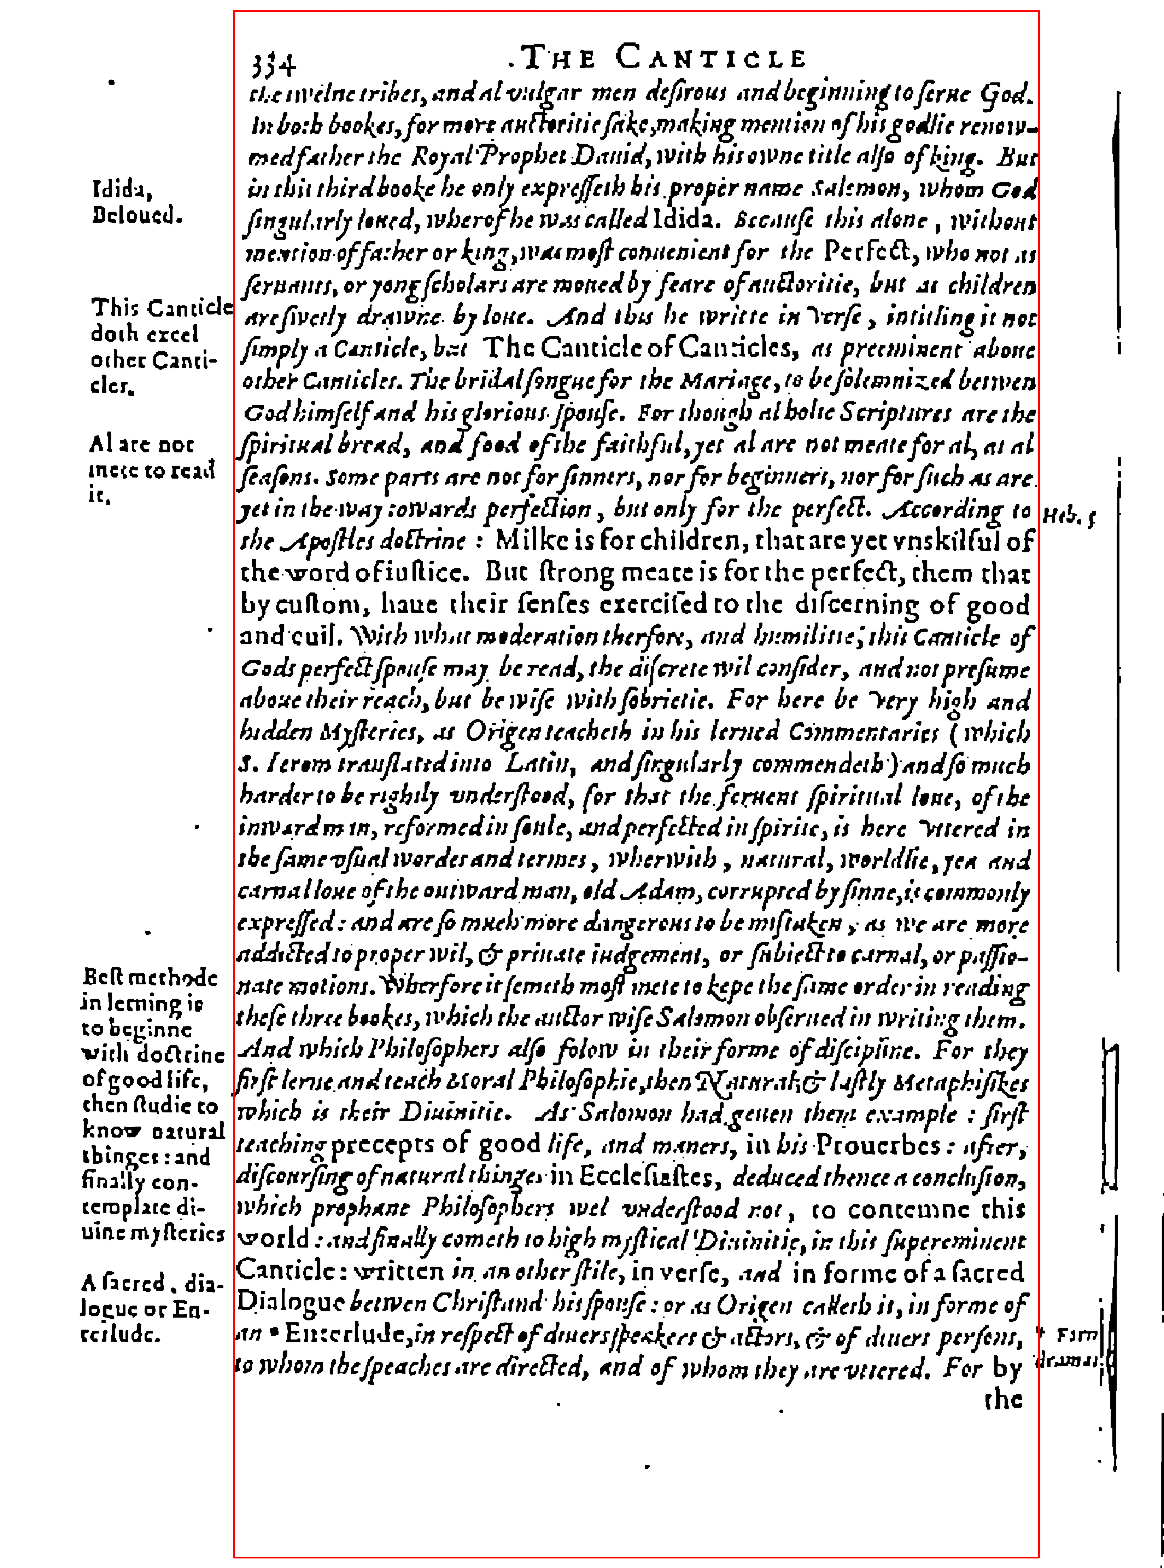 334
THE CANTICLE
the twelue tribes, and al vulgar men desirous and beginning to serue God.
In both bookes, for more auctoritie sake, making mention of his godlie renow-
med father the Royal Prophet Dauid, with his owne title also of king. But
in this third booke he only expresseth his proper name Salomon, whom God
singularly loued, wherof he was called Idida. Because this alone, without
mention of father or king, was most conuenient for the Perfect, who not as
seruants, or yong scholars are moued by feare of auctoritie, but as children
are swetly drawne by loue. And this he writte in verse, intitling it not
simply a Canticle, but The Canticle of Canticles, as preeminent aboue
other Canticles. The bridal songue for the Mariage, to be solemnized betwen
God himself and his glorious spouse. For though al holie Scriptures are the
spiritual bread, and food of the faithful, yet al are not meate for al, at al
seasons. Some parts are not for sinners, nor for beginners, nor for such as are
yet in the way towards perfection, but only for the perfect. According to
the Apostles doctrine : Milke is for children, that are yet vnskilful of
the word of iustice. But strong meate is for the perfect, them that
by custom, haue their senses exercised to the discerning of good
and euil. With what moderation therfore, and humilitie, this Canticle of
Gods perfect spouse may be read, the discrete wil consider, and not presume
aboue their reach, but be wise with sobrietie. For here be very high and
hidden Mysteries, as Origen teacheth in his lerned Commentaries (which
S. Ierom translated into Latin, and singularly commendeth) and so much
harder to be rightly vnderstood, for that the feruent spiritual loue, of the
inward man, reformed in soule, and perfected in spirite, is here vttered in
the same vsual wordes and termes, wherwith, natural, worldlie, yea and
carnal loue of the outward man, old Adam, corrupted by sinne, is commonly
expressed : and are so much more dangerous to be mistaken, as we are more
addicted to proper wil, & priuate iudgement, or subiect to carnal, or passio-
nate motions. Wherfore it semeth most mete to kepe the same order in reading
these three bookes, which the auctor wise Salomon obserued in writing them.
And which Philosophers also folow in their forme of discipline. For they
first lerne and teach Moral Philosophie, then Natural, & lastly Metaphisikes
which is their Diuinitie. As Salomon had geuen them example : first
teaching precepts of good life, and maners, in his Prouerbes : after,
discoursing of natural thinges in Ecclesiastes, deduced thence a conclusion,
which prophane Philosophers wel vnderstood not, to contemne this
world : and finally cometh to high mystical Diuinitie, in this supereminent
Canticle : written in an other stile, in verse, and in forme of a sacred
Dialogue betwen Christ and his spouse : or as Origen calleth it, in forme of
an * Enterlude, in respect of diuers speakers & actors, & of diuers persons,
to whom the speaches are directed, and of whom they are vttered. For by
the
Idida,
Beloued.
This Canticle
doth excel
other Canti-
cles.
Al are not
mete to read
it.
Best methode
in lerning is
to beginne
with doctrine
of good life,
then studie to
know natural
thinges : and
finally con-
template di-
uine mysteries
A sacred, dia-
logue or En-
terlude.
Heb. 5